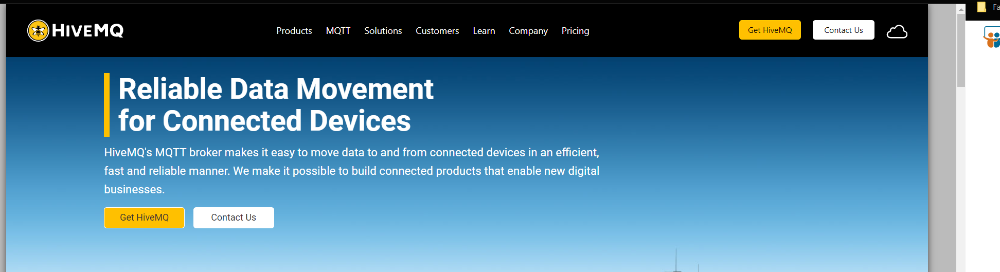 Fa
HIVEMQ
Products MQTT Solutions Customers Learn Company Pricing
Get HiveMQ Contact Us
Reliable Data Movement
for Connected Devices
HiveMQ's MQTT broker makes it easy to move data to and from connected devices in an efficient,
fast and reliable manner. We make it possible to build connected products that enable new digital
businesses.
Get HiveMQ Contact Us